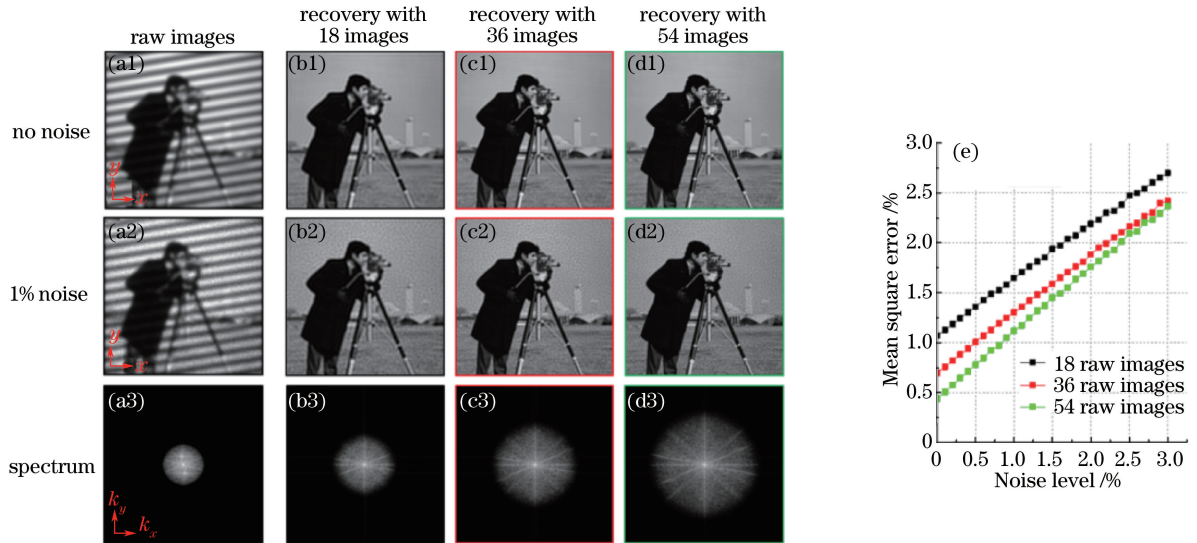 raw images
recovery with
18 images
recovery with
36 images
recovery with
54 images
no noise
(a1)
(b1)
(c1)
(d1)
y
x
1% noise
(a2)
(b2)
(c2)
(d2)
y
x
spectrum
(a3)
(b3)
(c3)
(d3)
k_y
k_x
(e)
Mean square error /%
3.0
2.5
2.0
1.5
1.0
0.5
0
18 raw images
36 raw images
54 raw images
0 0.5 1.0 1.5 2.0 2.5 3.0
Noise level /%